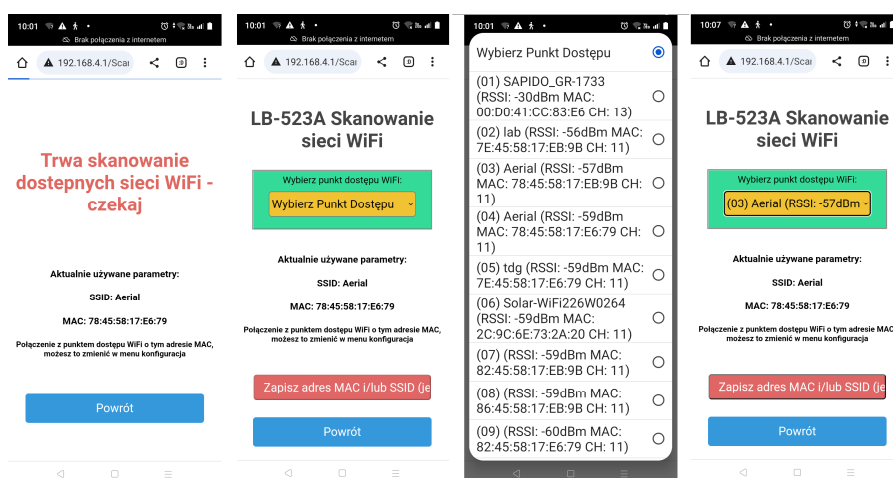 10:01
Brak połączenia z internetem
192.168.4.1/Scar
:D
Trwa skanowanie
dostepnych sieci WiFi -
czekaj
Aktualnie używane parametry:
SSID: Aerial
MAC: 78:45:58:17:E6:79
Połączenie z punktem dostępu WiFi o tym adresie MAC,
możesz to zmienić w menu konfiguracja
Powrót
10:01
Brak połączenia z internetem
192.168.4.1/Scar
:D
LB-523A Skanowanie
sieci WiFi
Wybierz punkt dostępu WiFi:
Wybierz Punkt Dostępu
Aktualnie używane parametry:
SSID: Aerial
MAC: 78:45:58:17:E6:79
Połączenie z punktem dostępu WiFi o tym adresie MAC,
możesz to zmienić w menu konfiguracja
Zapisz adres MAC i/lub SSID (je
Powrót
10:01
Wybierz Punkt Dostępu
(01) SAPIDO_GR-1733
(RSSI: -30dBm MAC:
00:D0:41:CC:83:E6 CH: 13)
(02) lab (RSSI: -56dBm MAC:
7E:45:58:17:EB:9B CH: 11)
(03) Aerial (RSSI: -57dBm
MAC: 78:45:58:17:EB:9B CH:
11)
(04) Aerial (RSSI: -59dBm
MAC: 78:45:58:17:E6:79 CH:
11)
(05) tdg (RSSI: -59dBm MAC:
7E:45:58:17:E6:79 CH: 11)
(06) Solar-WiFi226W0264
(RSSI: -59dBm MAC:
2C:9C:6E:73:2A:20 CH: 11)
(07) (RSSI: -59dBm MAC:
82:45:58:17:EB:9B CH: 11)
(08) (RSSI: -59dBm MAC:
86:45:58:17:EB:9B CH: 11)
(09) (RSSI: -60dBm MAC:
82:45:58:17:E6:79 CH: 11)
10:07
Brak połączenia z internetem
192.168.4.1/Scar
:D
LB-523A Skanowanie
sieci WiFi
Wybierz punkt dostępu WiFi:
(03) Aerial (RSSI: -57dBm
Aktualnie używane parametry:
SSID: Aerial
MAC: 78:45:58:17:E6:79
Połączenie z punktem dostępu WiFi o tym adresie MAC
możesz to zmienić w menu konfiguracja
Zapisz adres MAC i/lub SSID (je
Powrót